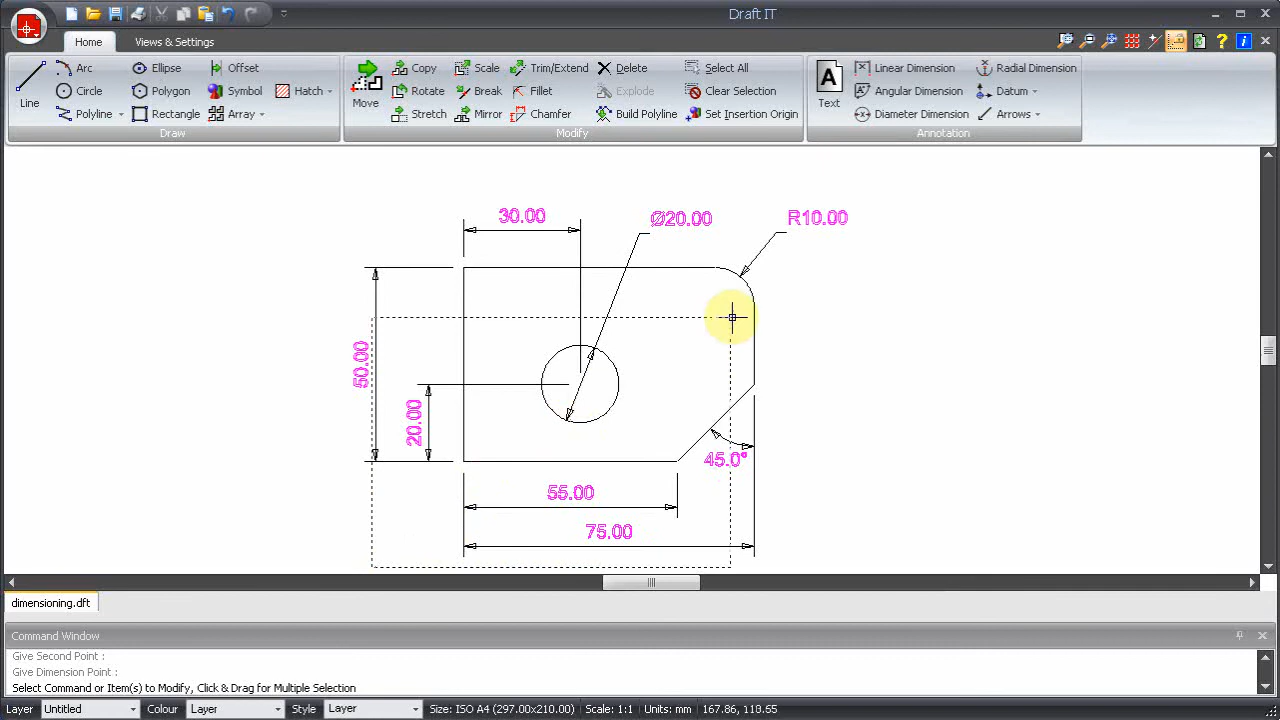 Draft IT
Home Views & Settings
Line Arc Ellipse Offset
Circle Polygon Symbol Hatch
Polyline Rectangle Array
Draw
Move Copy Scale Trim/Extend Delete Select All
Rotate Break Fillet Explode Clear Selection
Stretch Mirror Chamfer Build Polyline Set Insertion Origin
Modify
A Text Linear Dimension Radial Dimension
Angular Dimension Datum
Diameter Dimension Arrows
Annotation
30.00
Ø20.00
R10.00
50.00
20.00
45.0°
55.00
75.00
dimensioning.dft
Command Window
Give Second Point :
Give Dimension Point :
Select Command or Item(s) to Modify, Click & Drag for Multiple Selection
Layer Untitled Colour Layer Style Layer Size: ISO A4 (297.00x210.00) Scale: 1:1 Units: mm 167.86, 118.65